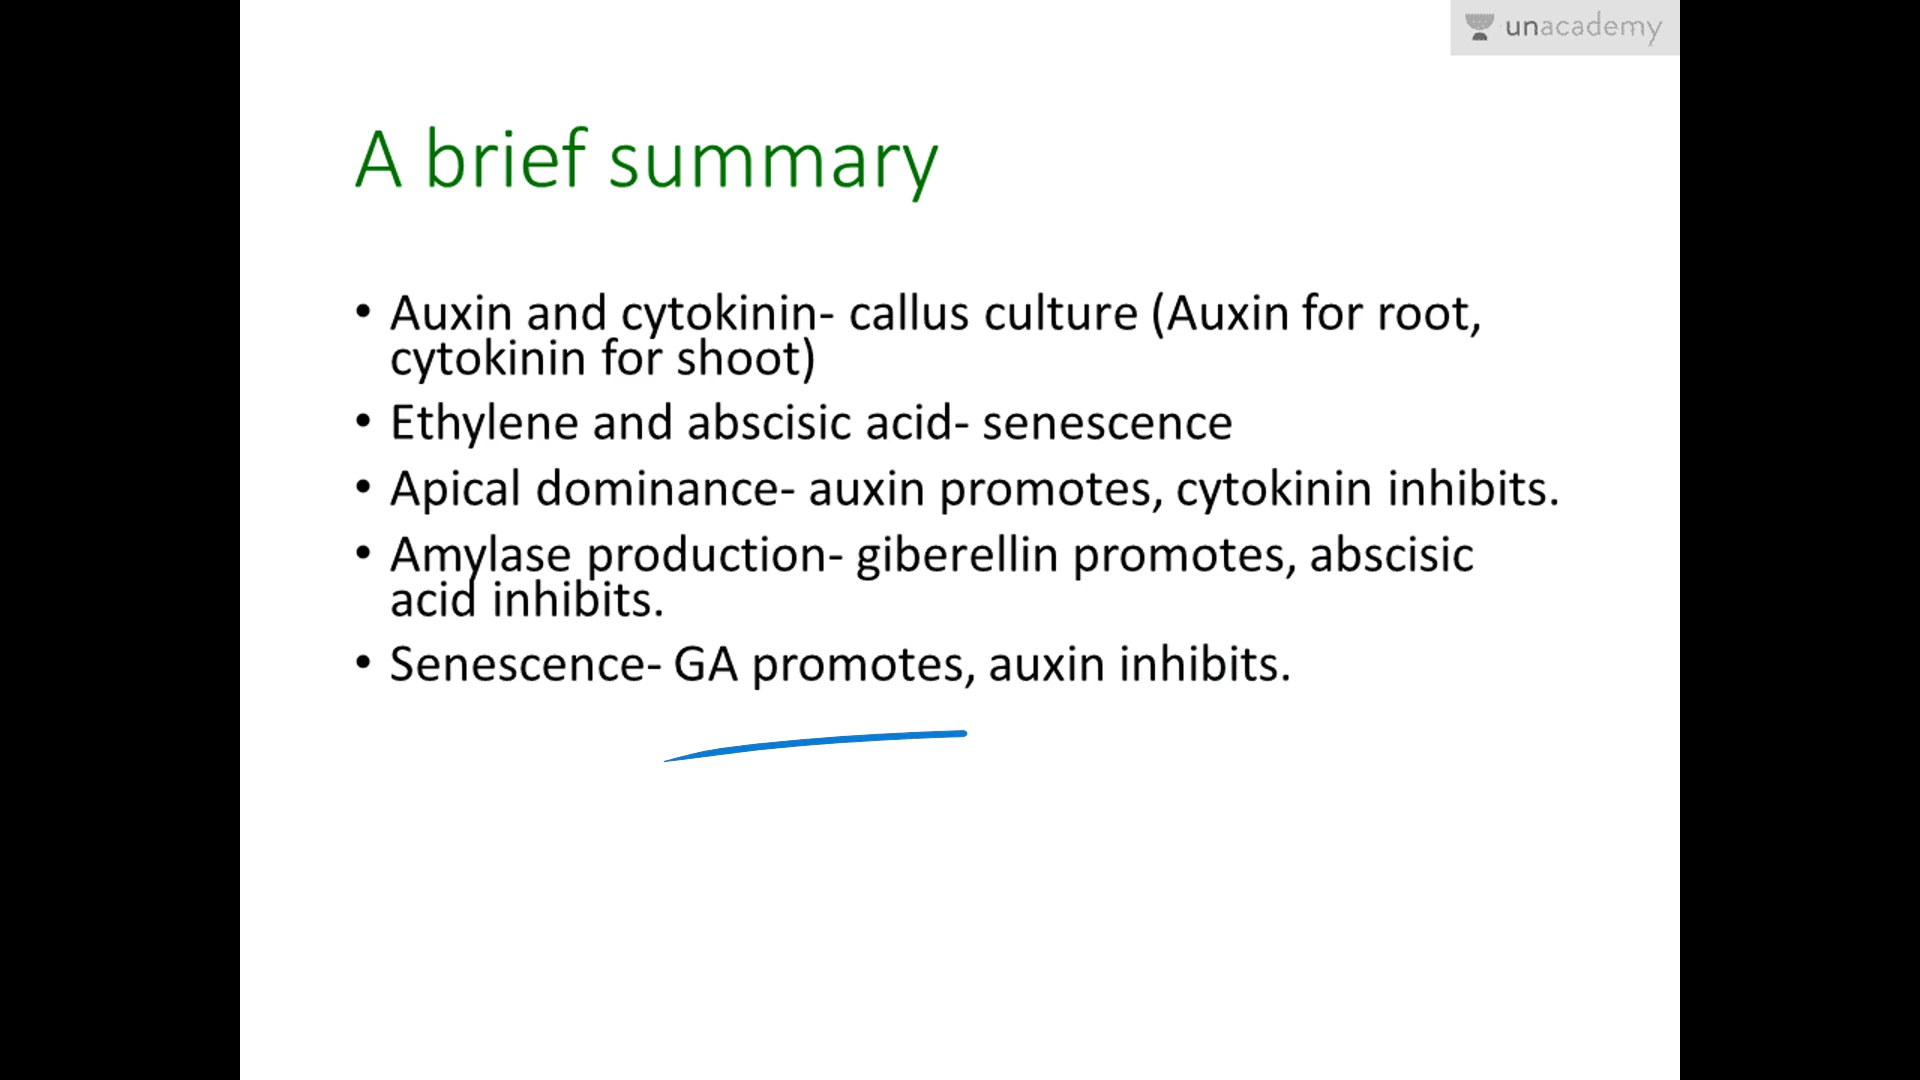 unacademy
A brief summary
• Auxin and cytokinin- callus culture (Auxin for root,
cytokinin for shoot)
• Ethylene and abscisic acid- senescence
• Apical dominance- auxin promotes, cytokinin inhibits.
• Amylase production- giberellin promotes, abscisic
acid inhibits.
• Senescence- GA promotes, auxin inhibits.